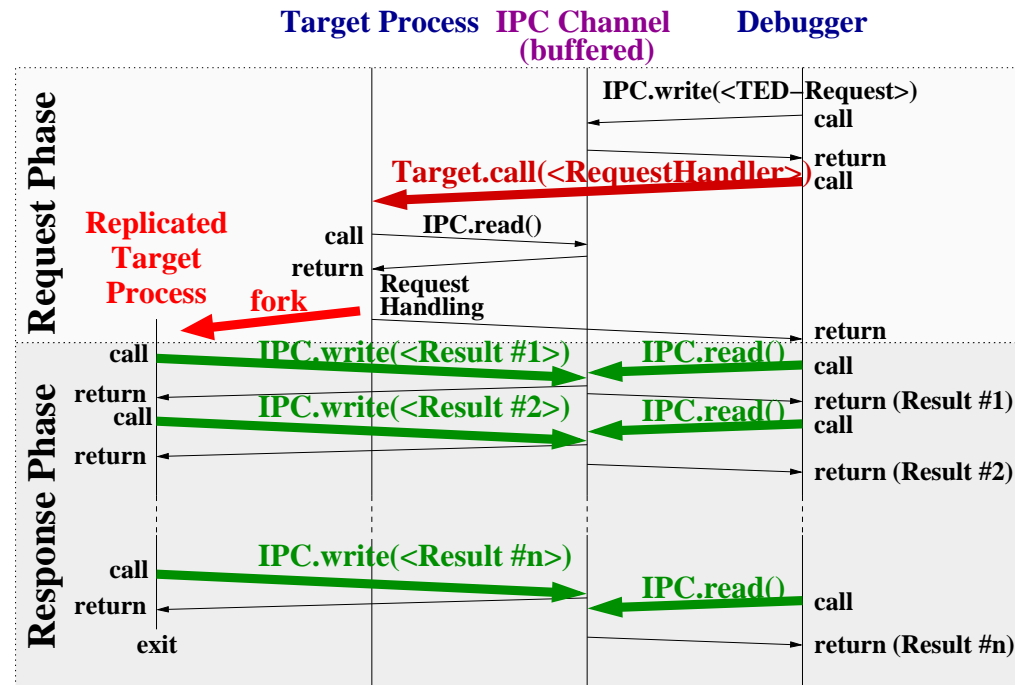 Target Process
IPC Channel
(buffered)
Debugger
Request Phase
IPC.write(<TED−Request>)
call
return
Target.call(<RequestHandler>)
call
IPC.read()
call
return
Replicated
Target
Process
Request
Handling
fork
return
Response Phase
call
IPC.write(<Result #1>)
IPC.read()
call
return
return (Result #1)
call
IPC.write(<Result #2>)
IPC.read()
call
return
return (Result #2)
IPC.write(<Result #n>)
call
IPC.read()
call
return
exit
return (Result #n)